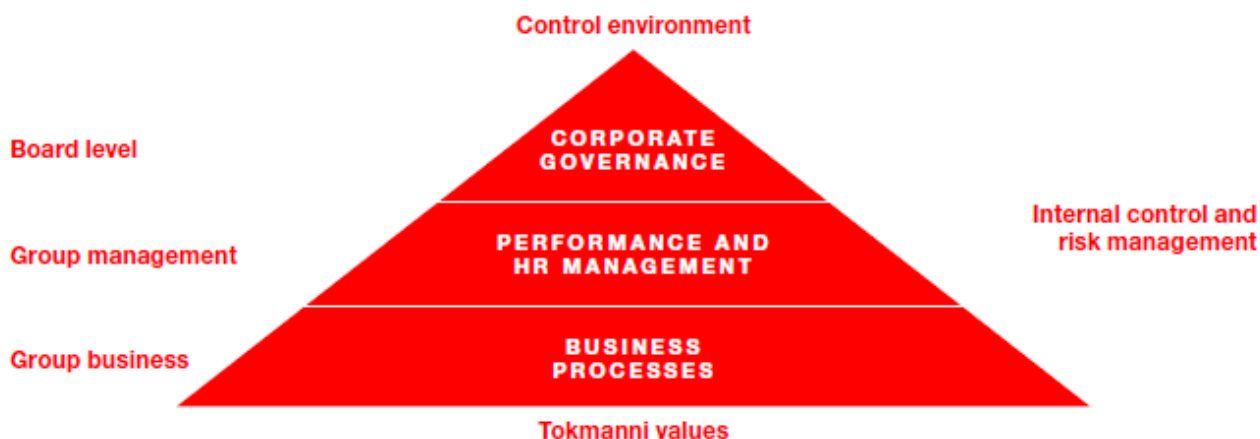 Control environment
Board level
CORPORATE
GOVERNANCE
Internal control and
risk management
Group management
PERFORMANCE AND
HR MANAGEMENT
Group business
BUSINESS
PROCESSES
Tokmanni values